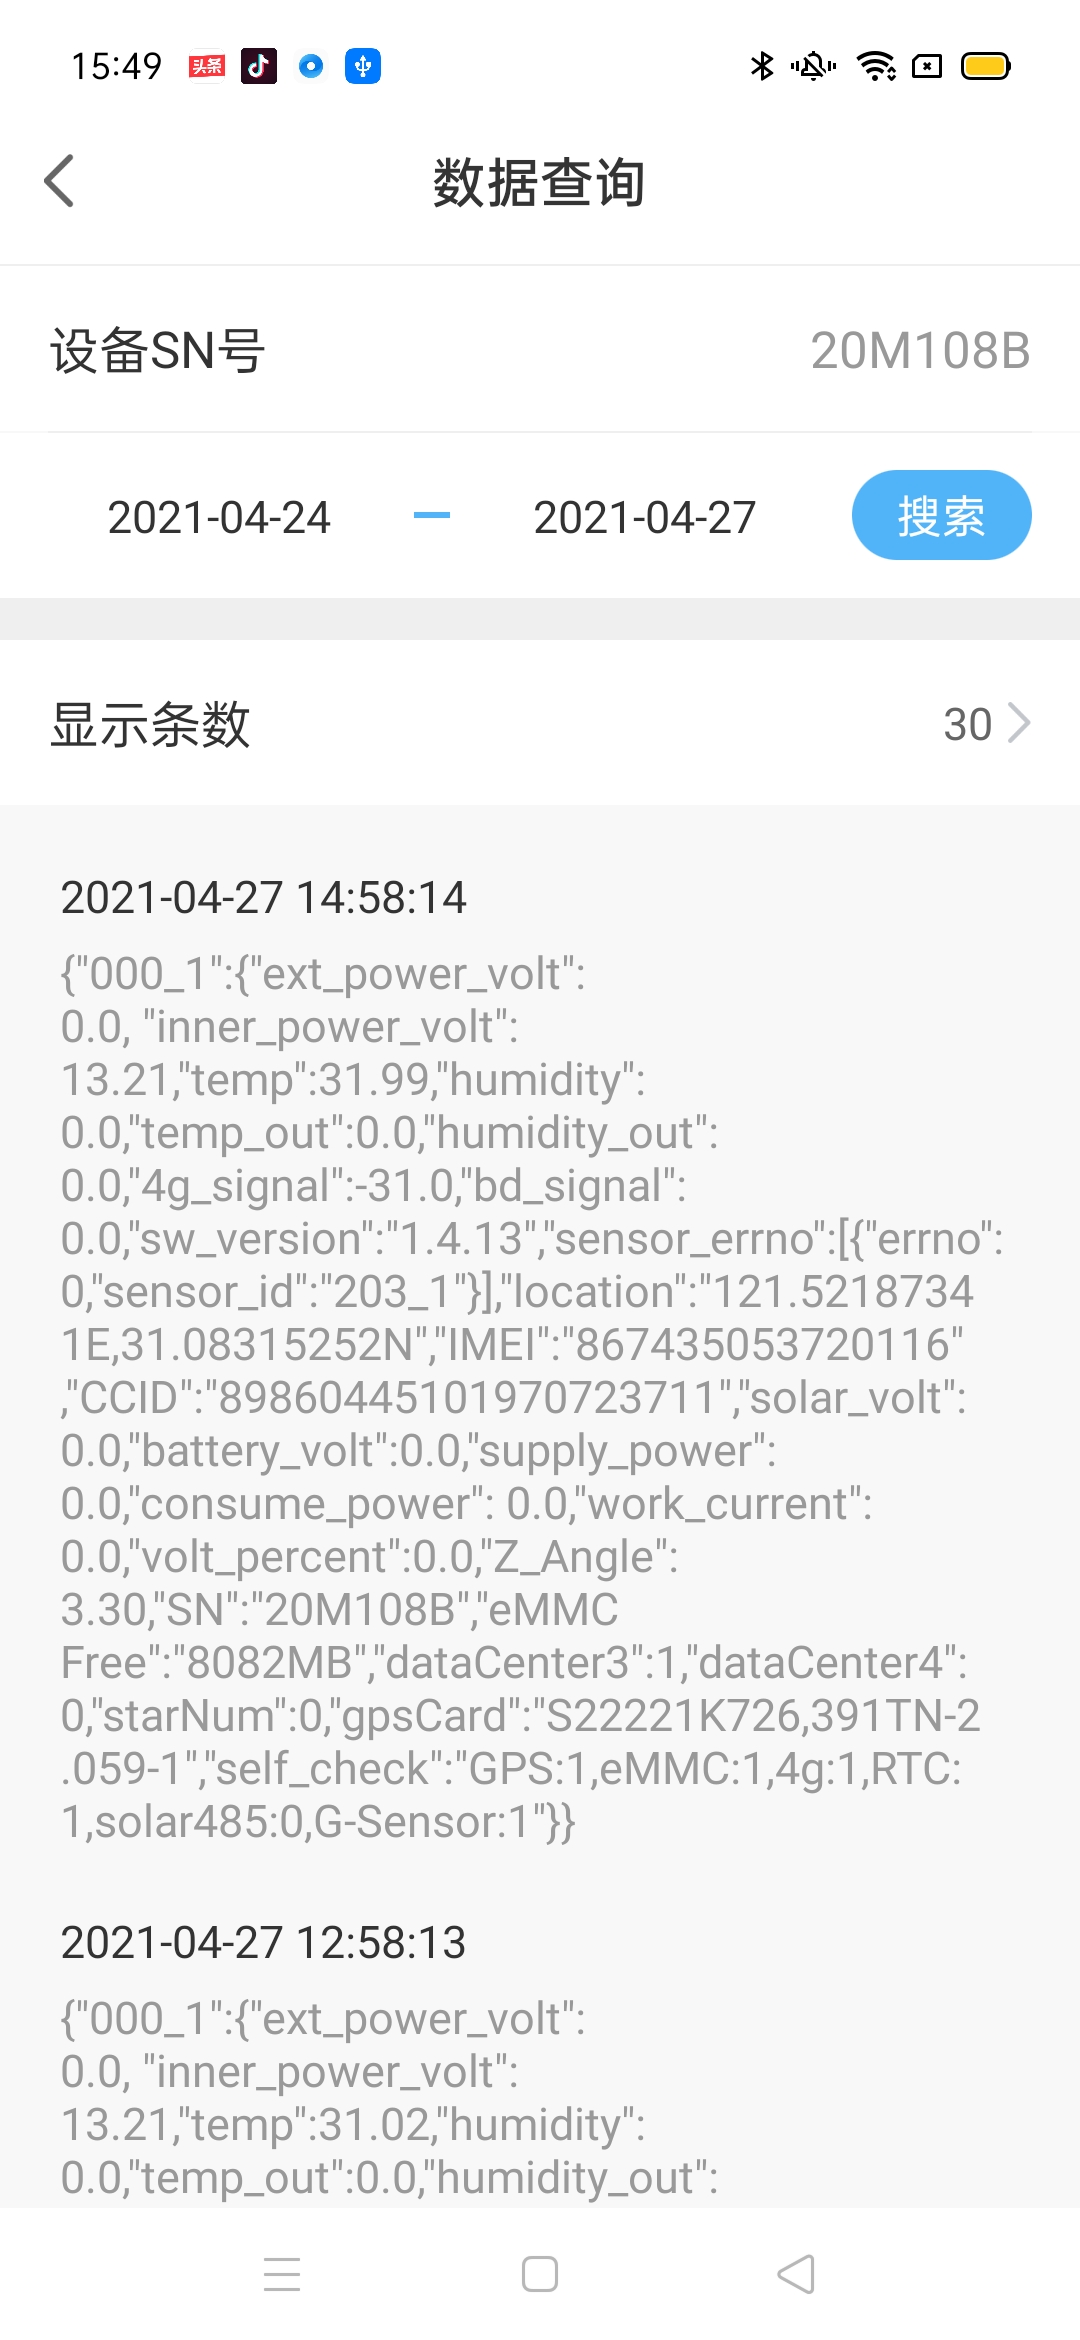 15:49 头条
数据查询
设备SN号 20M108B
2021-04-24 2021-04-27 搜索
显示条数 30
2021-04-27 14:58:14
{"000_1":{"ext_power_volt":
0.0, "inner_power_volt":
13.21,"temp":31.99,"humidity":
0.0,"temp_out":0.0,"humidity_out":
0.0,"4g_signal":-31.0,"bd_signal":
0.0,"sw_version":"1.4.13","sensor_errno":[{"errno":
0,"sensor_id":"203_1"}],"location":"121.5218734
1E,31.08315252N","IMEI":"867435053720116"
,"CCID":"89860445101970723711","solar_volt":
0.0,"battery_volt":0.0,"supply_power":
0.0,"consume_power": 0.0,"work_current":
0.0,"volt_percent":0.0,"Z_Angle":
3.30,"SN":"20M108B","eMMC
Free":"8082MB","dataCenter3":1,"dataCenter4":
0,"starNum":0,"gpsCard":"S22221K726,391TN-2
.059-1","self_check":"GPS:1,eMMC:1,4g:1,RTC:
1,solar485:0,G-Sensor:1"}}
2021-04-27 12:58:13
{"000_1":{"ext_power_volt":
0.0, "inner_power_volt":
13.21,"temp":31.02,"humidity":
0.0,"temp_out":0.0,"humidity_out":